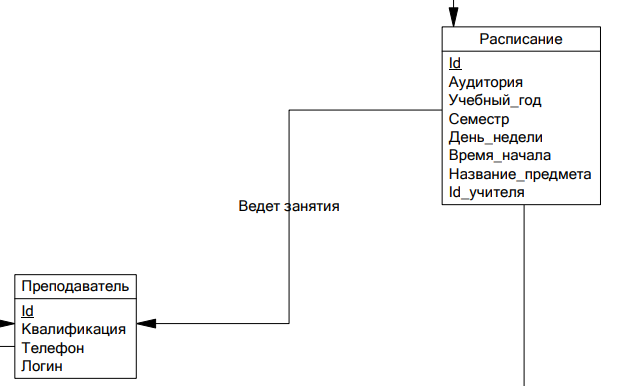 Расписание
Id
Аудитория
Учебный_год
Семестр
День_недели
Время_начала
Название_предмета
Id_учителя
Ведет занятия
Преподаватель
Id
Квалификация
Телефон
Логин